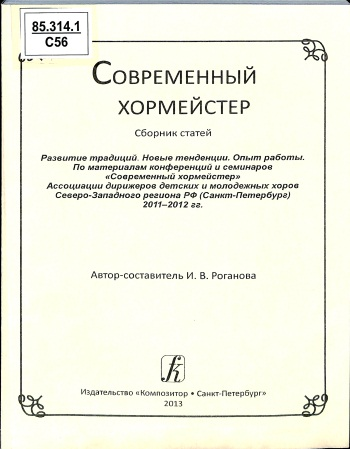 85.314.1
С56
СОВРЕМЕННЫЙ
ХОРМЕЙСТЕР
Сборник статей
Развитие традиций. Новые тенденции. Опыт работы.
По материалам конференций и семинаров
«Современный хормейстер»
Ассоциации дирижеров детских и молодежных хоров
Северо-Западного региона РФ (Санкт-Петербург)
2011–2012 гг.
Автор-составитель И. В. Роганова
Издательство «Композитор • Санкт-Петербург»
2013